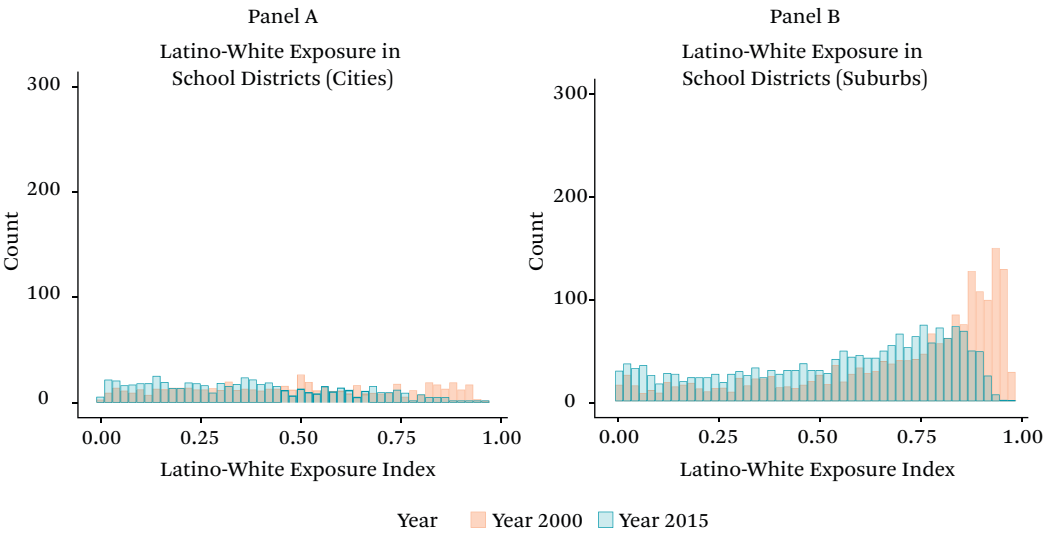 Panel A
Latino-White Exposure in
School Districts (Cities)
300
200
100
0
Count
0.00 0.25 0.50 0.75 1.00
Latino-White Exposure Index
Panel B
Latino-White Exposure in
School Districts (Suburbs)
300
200
100
0
Count
0.00 0.25 0.50 0.75 1.00
Latino-White Exposure Index
Year Year 2000 Year 2015